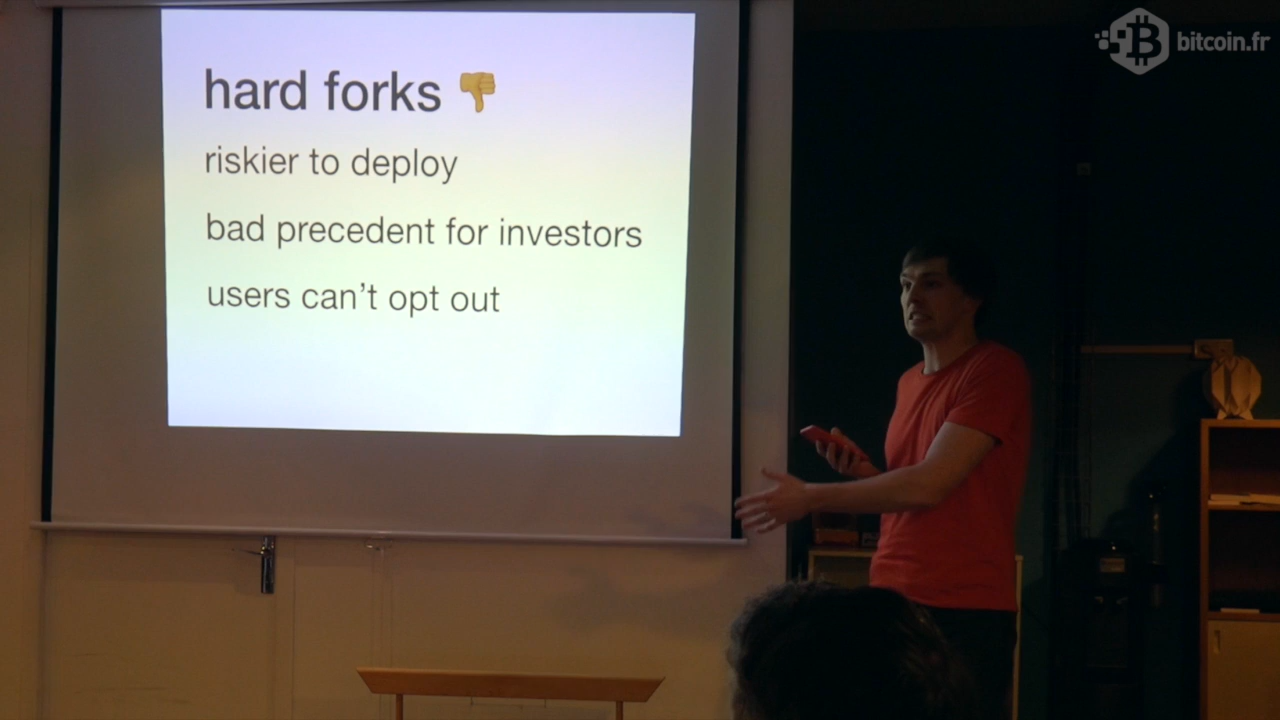 bitcoin.fr
hard forks 👎
riskier to deploy
bad precedent for investors
users can't opt out